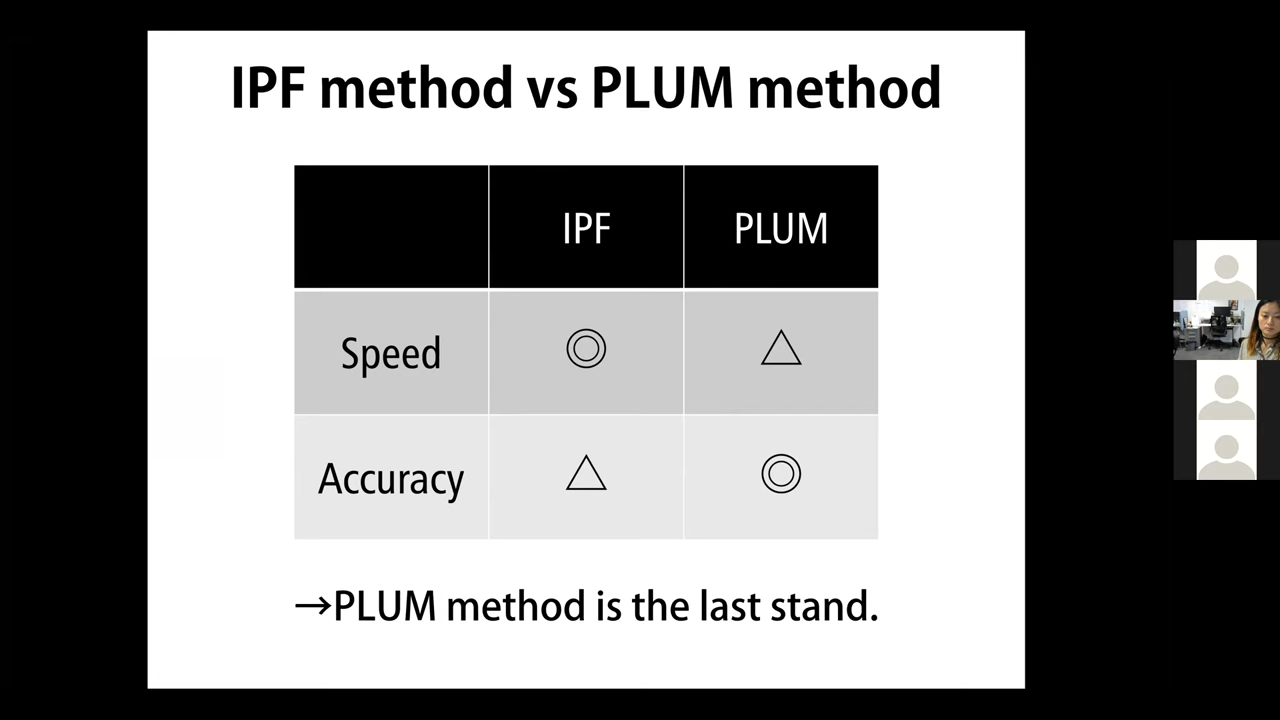 IPF method vs PLUM method
IPF PLUM
Speed ◎ △
Accuracy △ ◎
→PLUM method is the last stand.